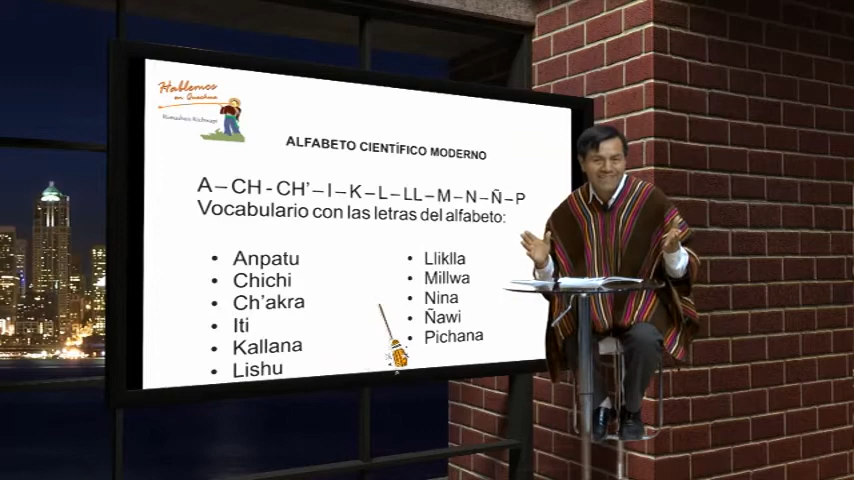 Hablemos
en Quechua
ALFABETO CIENTÍFICO MODERNO
A – CH - CH' – I – K – L – LL – M – N – Ñ – P
Vocabulario con las letras del alfabeto:
• Anpatu
• Chichi
• Ch'akra
• Iti
• Kallana
• Lishu
• Lliklla
• Millwa
• Nina
• Ñawi
• Pichana